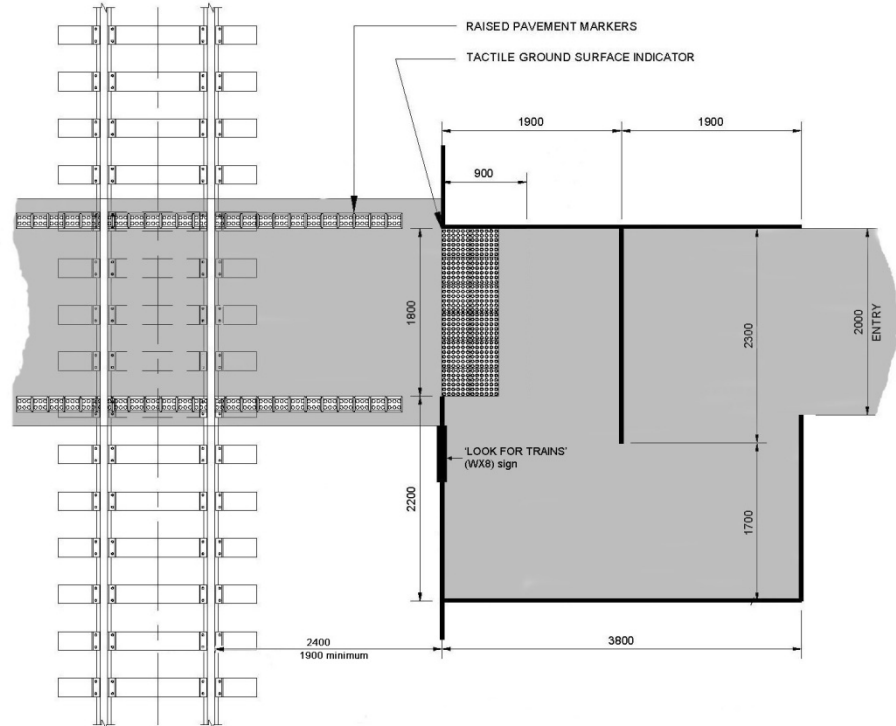 RAISED PAVEMENT MARKERS
TACTILE GROUND SURFACE INDICATOR
1900
1900
900
1800
2300
2000
ENTRY
'LOOK FOR TRAINS'
(WX8) sign
2200
1700
2400
1900 minimum
3800